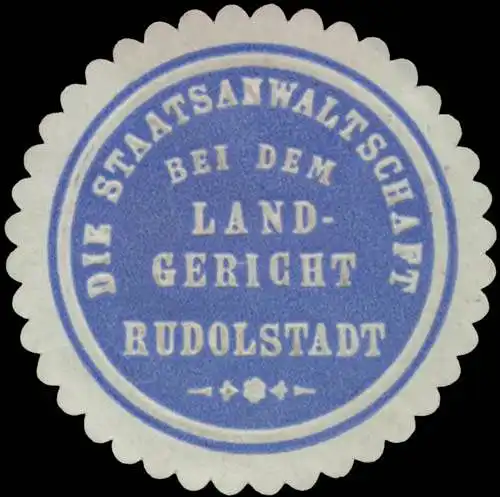 DIE STAATSANWALTSCHAFT
BEI DEM
LAND-
GERICHT
RUDOLSTADT